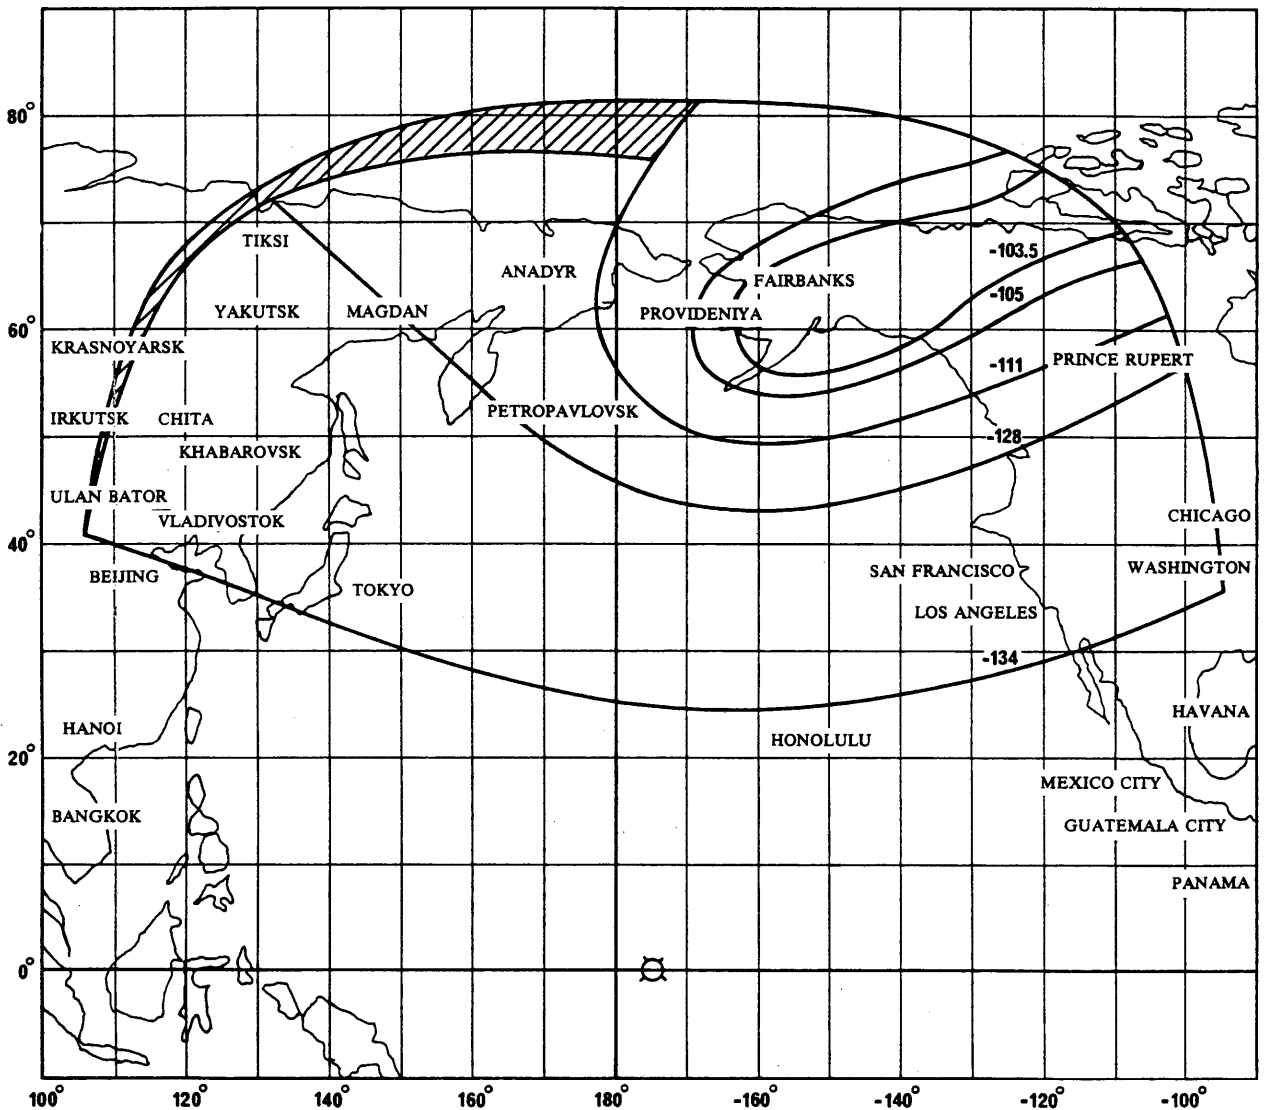 80°
TIKSI
-103.5
ANADYR
FAIRBANKS
-105
YAKUTSK
MAGDAN
PROVIDENIYA
60°
KRASNOYARSK
PRINCE RUPERT
-111
IRKUTSK
CHITA
PETROPAVLOVSK
-128
KHABAROVSK
ULAN BATOR
CHICAGO
VLADIVOSTOK
40°
BEIJING
SAN FRANCISCO
WASHINGTON
TOKYO
LOS ANGELES
-134
HAVANA
HANOI
HONOLULU
20°
MEXICO CITY
BANGKOK
GUATEMALA CITY
PANAMA
0°
100° 120° 140° 160° 180° -160° -140° -120° -100°